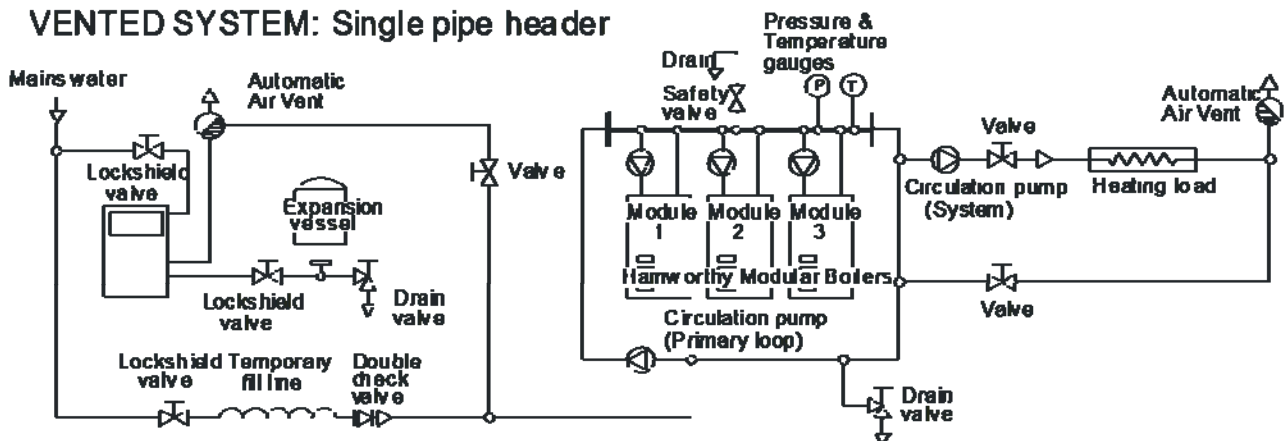 VENTED SYSTEM: Single pipe header
Pressure &
Temperature
gauges
Drain
Safety
valve
P
T
Mains water
Automatic
Air Vent
Lockshield
valve
Valve
Expansion
vessel
Lockshield
valve
Drain
valve
Lockshield
valve
Temporary
fill line
Double
check
valve
Module
1
Module
2
Module
3
Hamworthy Modular Boilers
Circulation pump
(Primary loop)
Drain
valve
Circulation pump
(System)
Valve
Heating load
Automatic
Air Vent
Valve